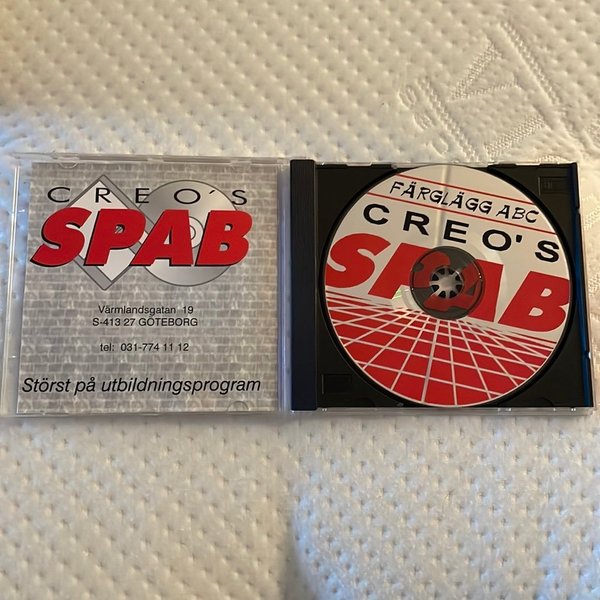 CREO'S
SPAB
Värmlandsgatan 19
S-413 27 GÖTEBORG
tel: 031-774 11 12
Störst på utbildningsprogram
FÄRGLÄGG ABC
CREO'S
SPAB